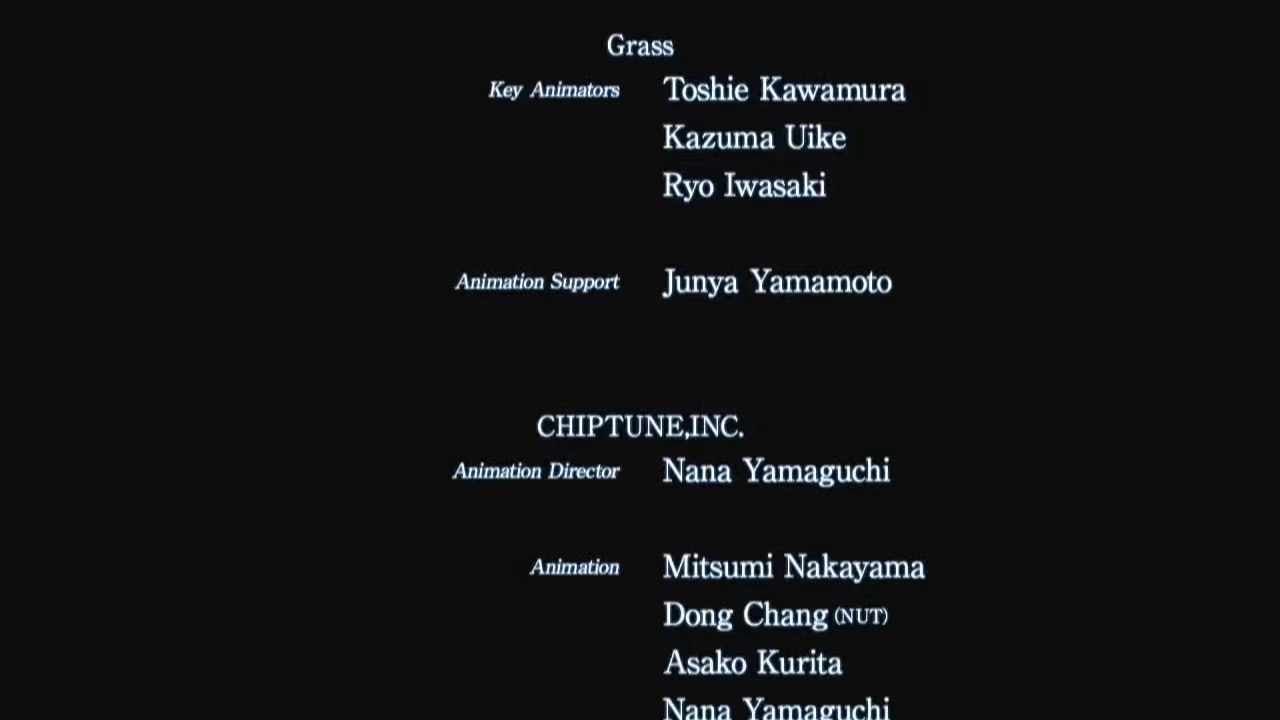 Grass
Key Animators Toshie Kawamura
Kazuma Uike
Ryo Iwasaki
Animation Support Junya Yamamoto
CHIPTUNE,INC.
Animation Director Nana Yamaguchi
Animation Mitsumi Nakayama
Dong Chang (NUT)
Asako Kurita
Nana Yamaguchi